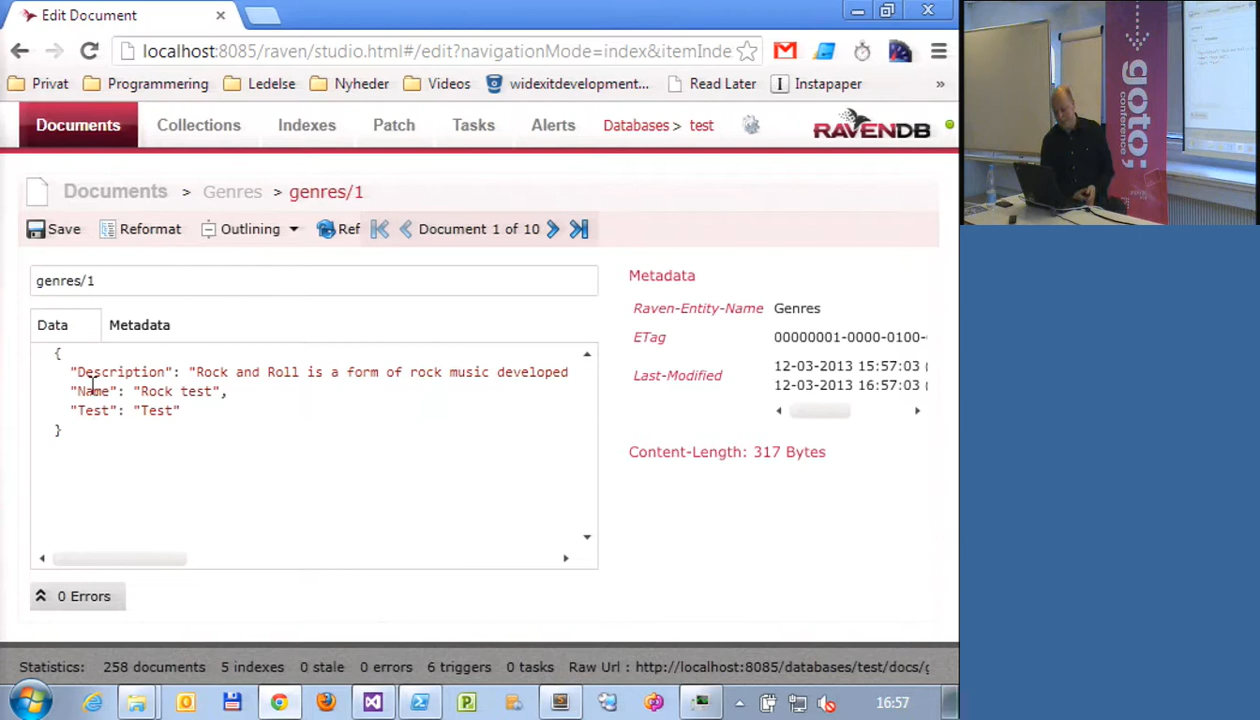 Edit Document
localhost:8085/raven/studio.html#/edit?navigationMode=index&itemInde
Privat Programmering Ledelse Nyheder Videos widexitdevelopment... Read Later Instapaper »
Documents Collections Indexes Patch Tasks Alerts Databases > test RAVENDB
Documents > Genres > genres/1
Save Reformat Outlining Ref Document 1 of 10
genres/1
Data Metadata
{
"Description": "Rock and Roll is a form of rock music developed
"Name": "Rock test",
"Test": "Test"
}
0 Errors
Metadata
Raven-Entity-Name Genres
ETag 00000001-0000-0100-
Last-Modified 12-03-2013 15:57:03 (
12-03-2013 16:57:03 (
Content-Length: 317 Bytes
Statistics: 258 documents 5 indexes 0 stale 0 errors 6 triggers 0 tasks Raw Url : http://localhost:8085/databases/test/docs/g
16:57
goto;
conference